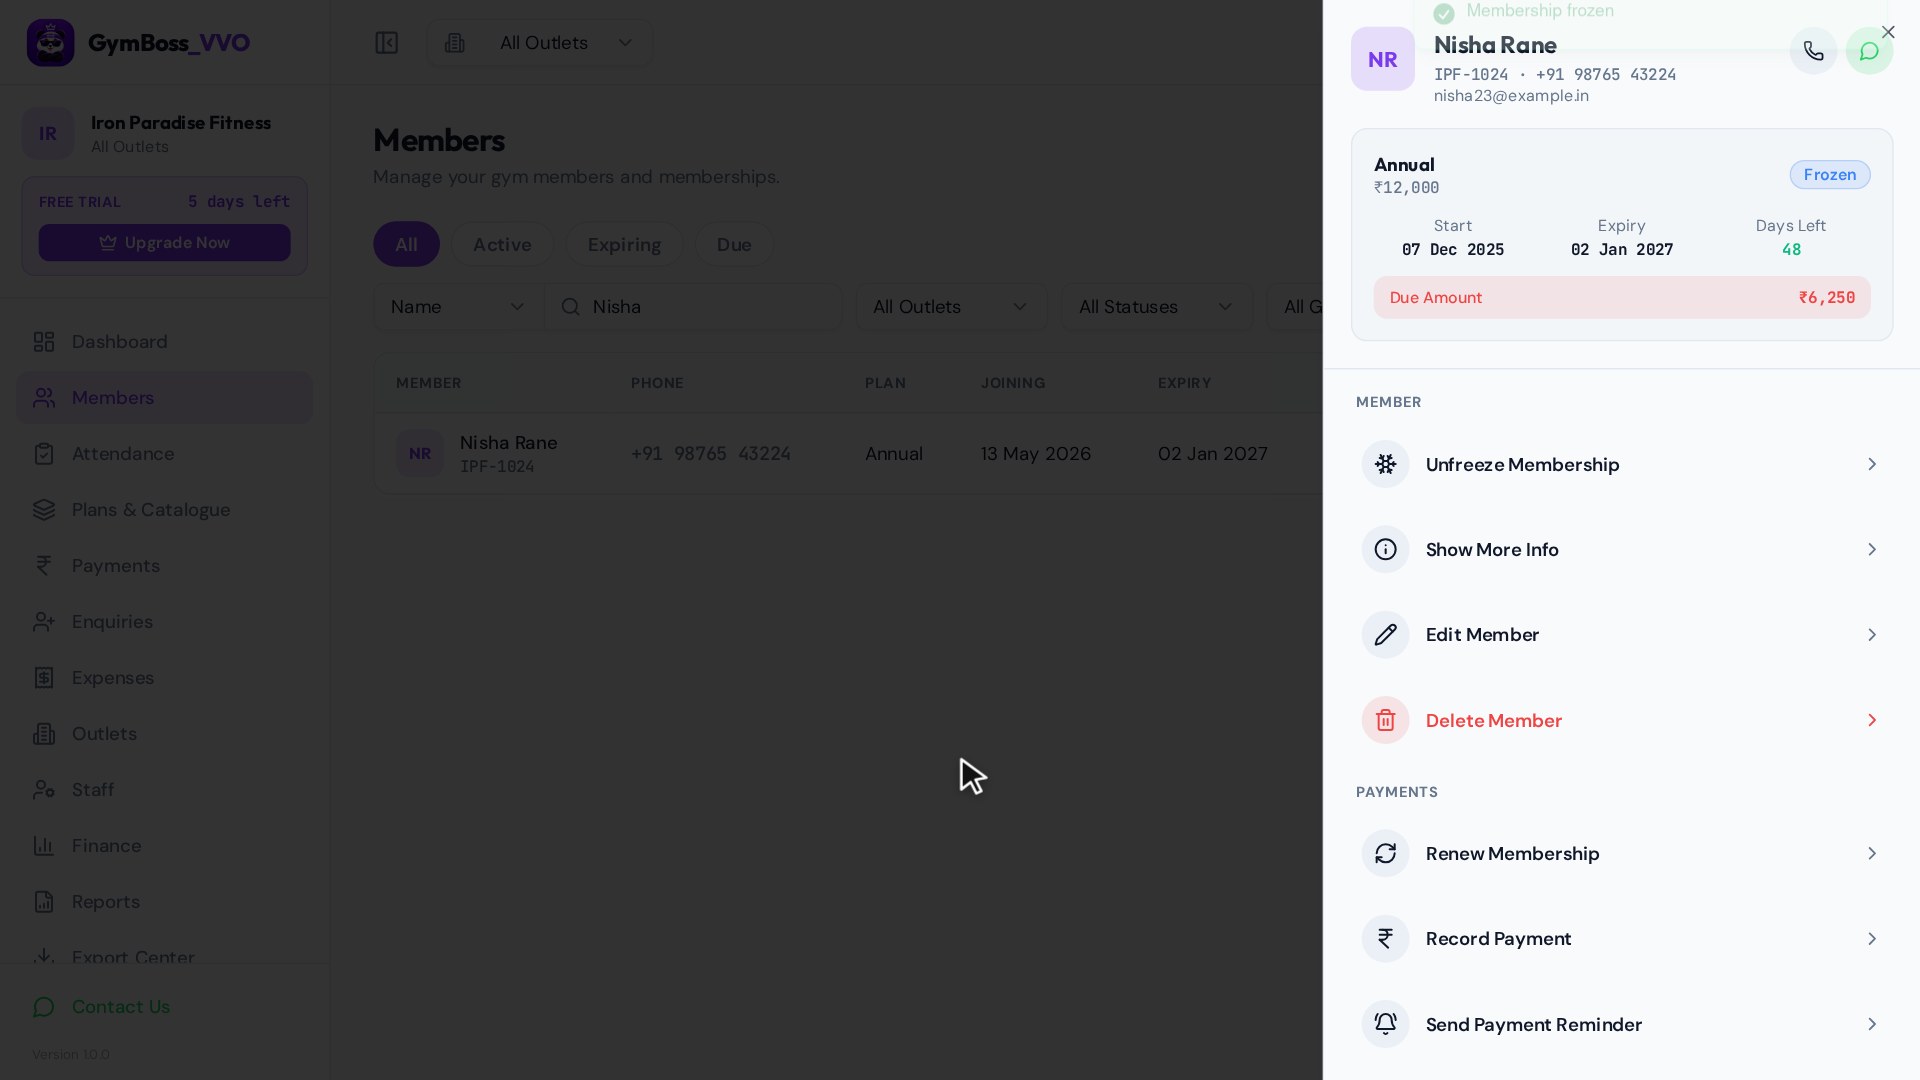 GymBoss_VVO
All Outlets
IR
Iron Paradise Fitness
All Outlets
FREE TRIAL
5 days left
Upgrade Now
Dashboard
Members
Attendance
Plans & Catalogue
Payments
Enquiries
Expenses
Outlets
Staff
Finance
Reports
Export Center
Contact Us
Version 1.0.0
Members
Manage your gym members and memberships.
All
Active
Expiring
Due
Name
Nisha
All Outlets
All Statuses
All G
MEMBER
PHONE
PLAN
JOINING
EXPIRY
NR
Nisha Rane
IPF-1024
+91 98765 43224
Annual
13 May 2026
02 Jan 2027
Membership frozen
NR
Nisha Rane
IPF-1024 · +91 98765 43224
nisha23@example.in
Annual
₹12,000
Frozen
Start
Expiry
Days Left
07 Dec 2025
02 Jan 2027
48
Due Amount
₹6,250
MEMBER
Unfreeze Membership
Show More Info
Edit Member
Delete Member
PAYMENTS
Renew Membership
Record Payment
Send Payment Reminder